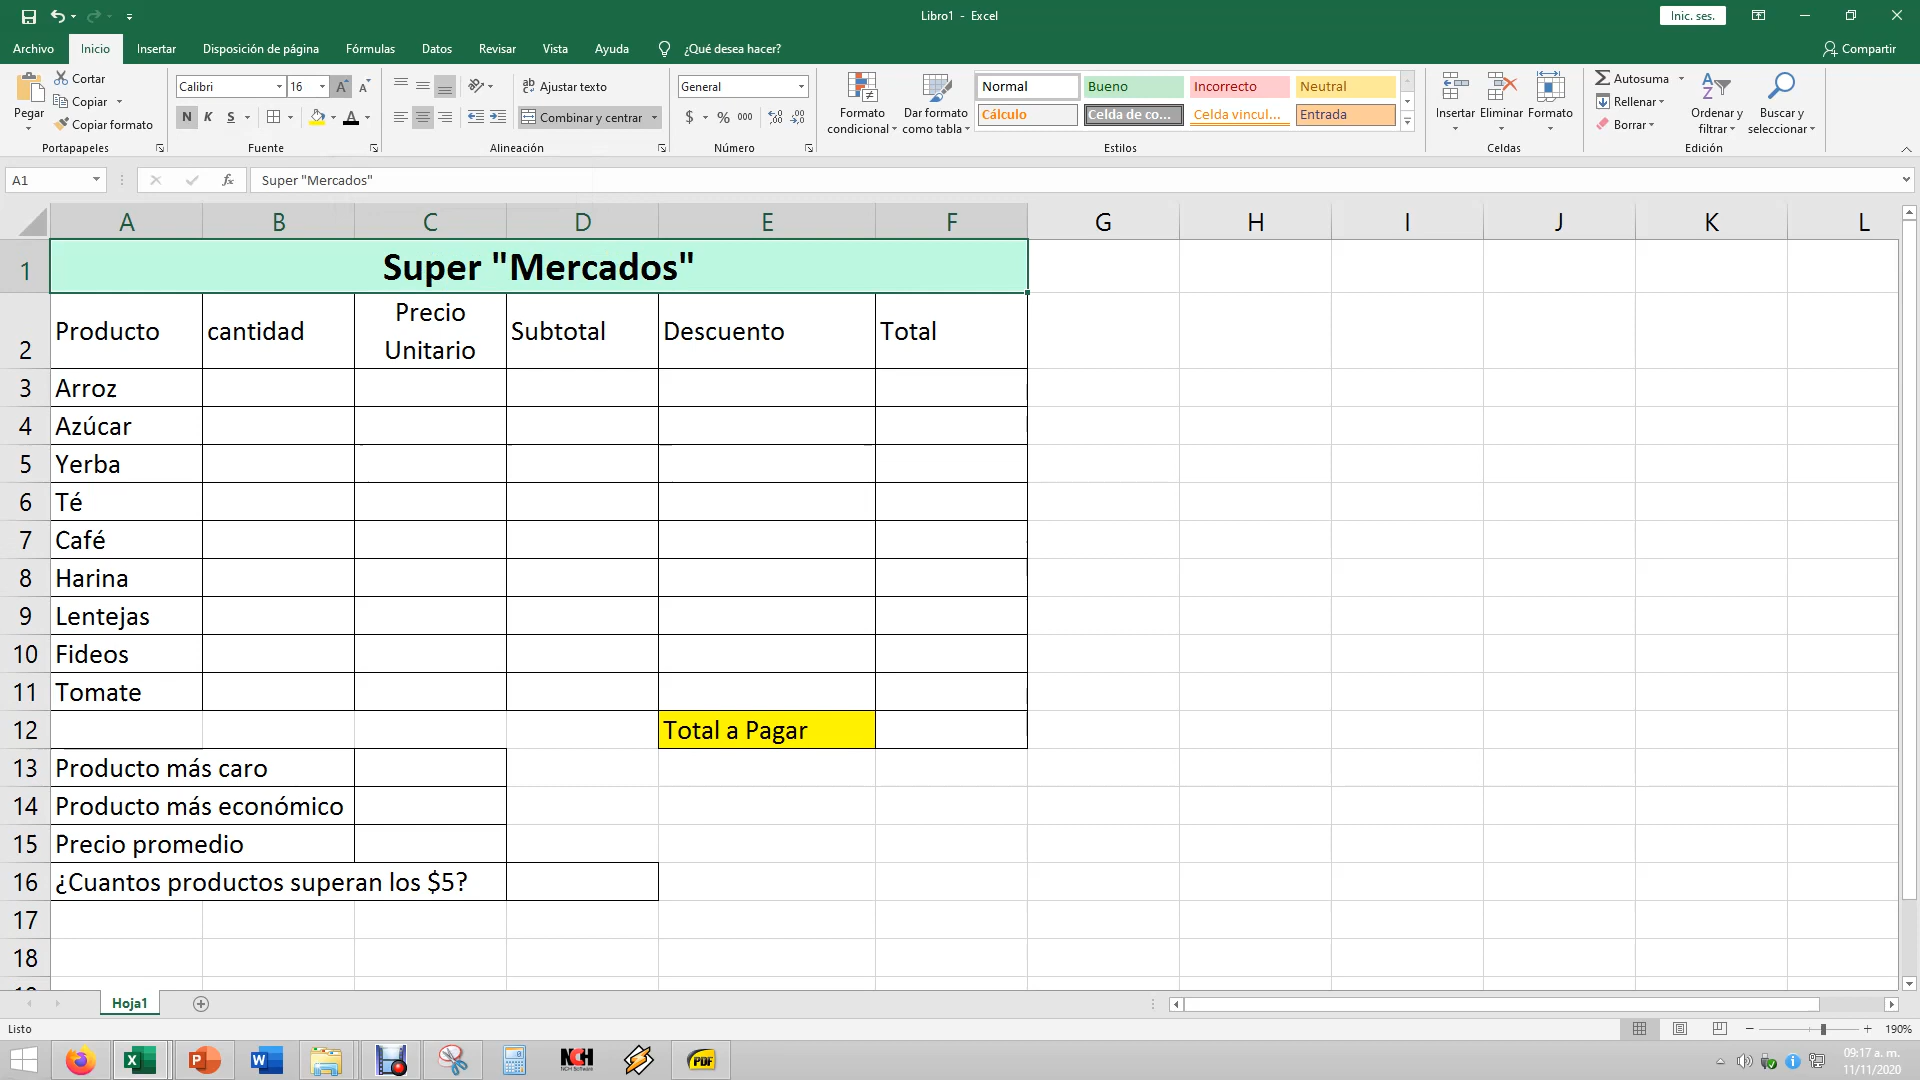 Libro1 - Excel
Inic. ses.
Archivo Inicio Insertar Disposición de página Fórmulas Datos Revisar Vista Ayuda ¿Qué desea hacer? Compartir
Pegar
Cortar
Copiar
Copiar formato
Portapapeles
Calibri 16
N K S
Fuente
Ajustar texto
Combinar y centrar
Alineación
General
$ % 000
Número
Formato condicional
Dar formato como tabla
Normal Bueno Incorrecto Neutral
Cálculo Celda de co... Celda vincul... Entrada
Estilos
Insertar Eliminar Formato
Celdas
Autosuma
Rellenar
Borrar
Ordenar y filtrar
Buscar y seleccionar
Edición
A1 fx Super "Mercados"
A B C D E F G H I J K L
1 Super "Mercados"
2 Producto cantidad Precio Unitario Subtotal Descuento Total
3 Arroz
4 Azúcar
5 Yerba
6 Té
7 Café
8 Harina
9 Lentejas
10 Fideos
11 Tomate
12 Total a Pagar
13 Producto más caro
14 Producto más económico
15 Precio promedio
16 ¿Cuantos productos superan los $5?
17
18
Hoja1
Listo
190%
NCH
PDF
09:17 a. m.
11/11/2020